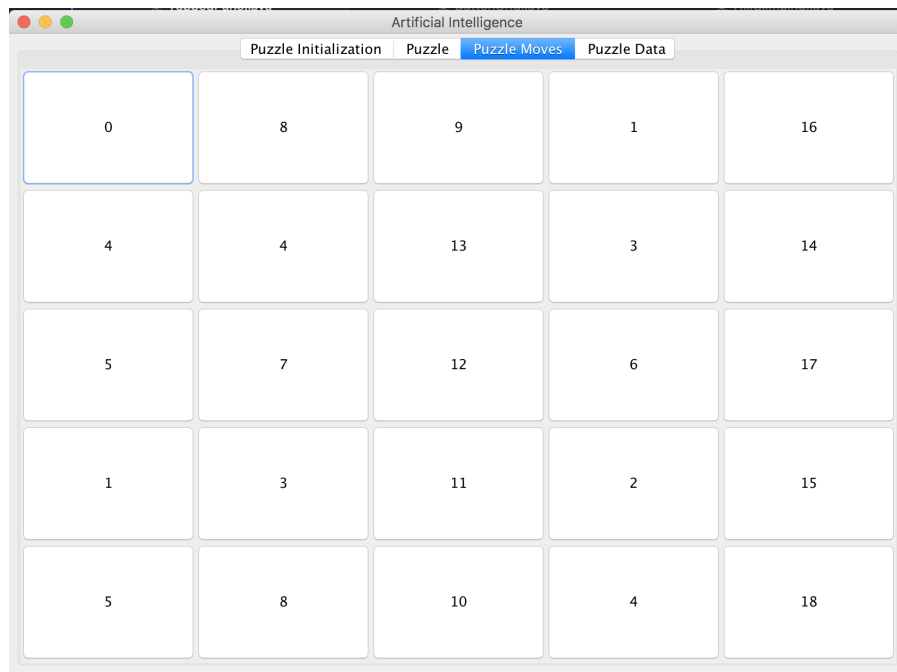 Artificial Intelligence
Puzzle Initialization Puzzle Puzzle Moves Puzzle Data
0 8 9 1 16
4 4 13 3 14
5 7 12 6 17
1 3 11 2 15
5 8 10 4 18